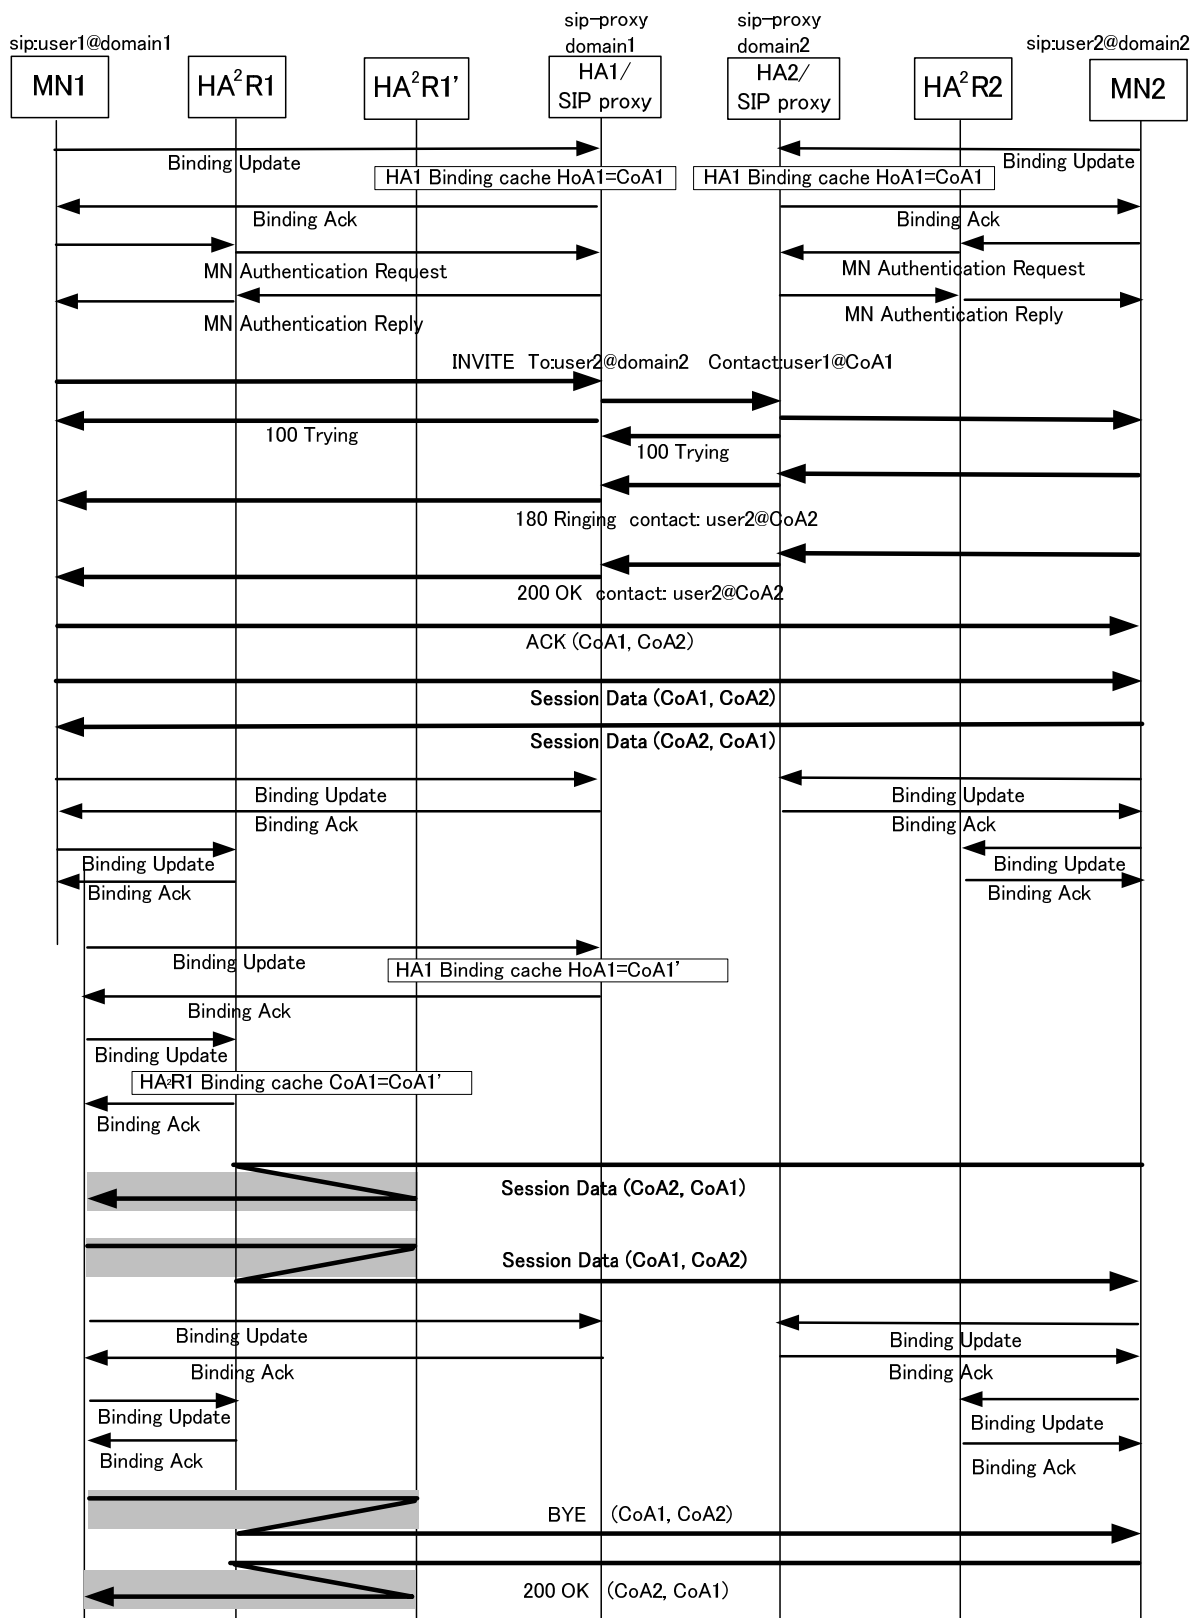 sip-proxy
sip-proxy
sip:user1@domain1
domain1
domain2
sip:user2@domain2
MN1
HA²R1
HA²R1'
HA1/
SIP proxy
HA2/
SIP proxy
HA²R2
MN2
Binding Update
Binding Update
HA1 Binding cache HoA1=CoA1
HA1 Binding cache HoA1=CoA1
Binding Ack
Binding Ack
MN Authentication Request
MN Authentication Request
MN Authentication Reply
MN Authentication Reply
INVITE To:user2@domain2 Contact:user1@CoA1
100 Trying
100 Trying
180 Ringing contact: user2@CoA2
200 OK contact: user2@CoA2
ACK (CoA1, CoA2)
Session Data (CoA1, CoA2)
Session Data (CoA2, CoA1)
Binding Update
Binding Update
Binding Ack
Binding Ack
Binding Update
Binding Update
Binding Ack
Binding Ack
Binding Update
HA1 Binding cache HoA1=CoA1'
Binding Ack
Binding Update
HA²R1 Binding cache CoA1=CoA1'
Binding Ack
Session Data (CoA2, CoA1)
Session Data (CoA1, CoA2)
Binding Update
Binding Update
Binding Ack
Binding Ack
Binding Update
Binding Update
Binding Ack
Binding Ack
BYE (CoA1, CoA2)
200 OK (CoA2, CoA1)